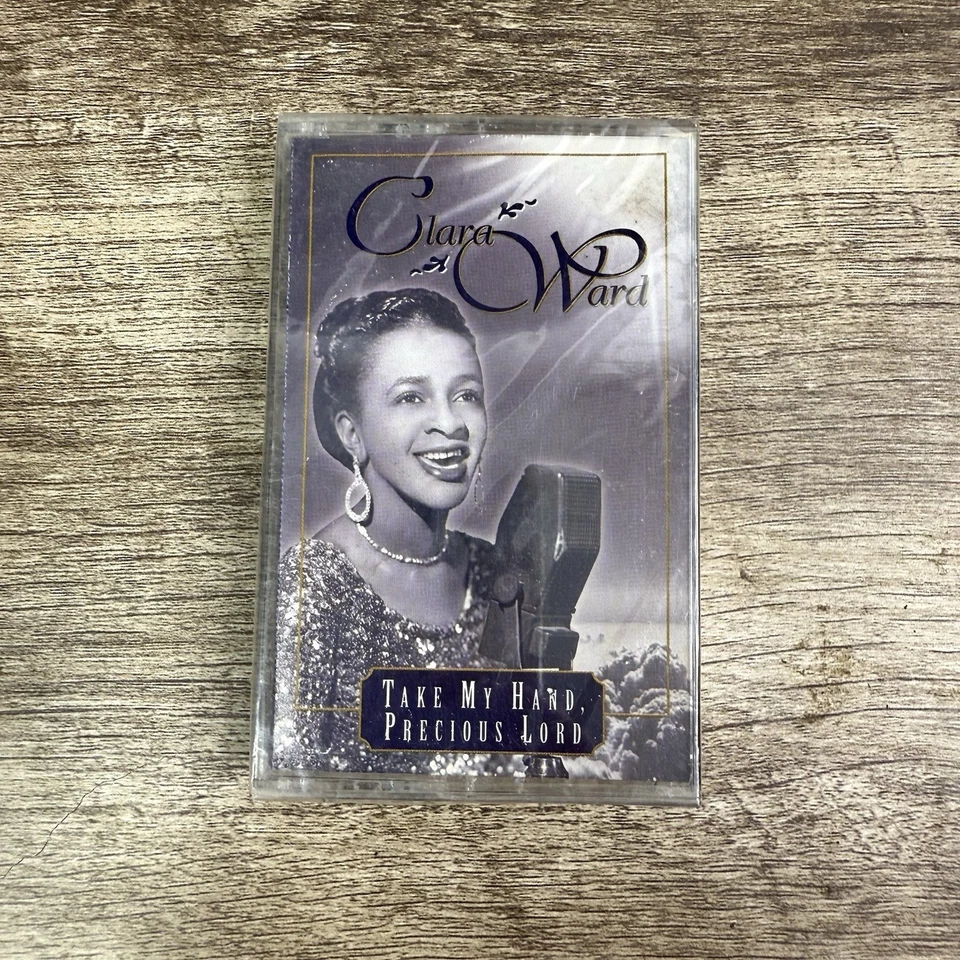 Clara
Ward
TAKE MY HAND,
PRECIOUS LORD